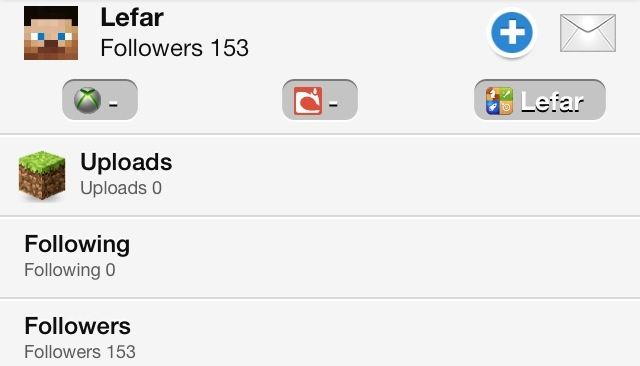 Lefar
Followers 153
-
-
Lefar
Uploads
Uploads 0
Following
Following 0
Followers
Followers 153